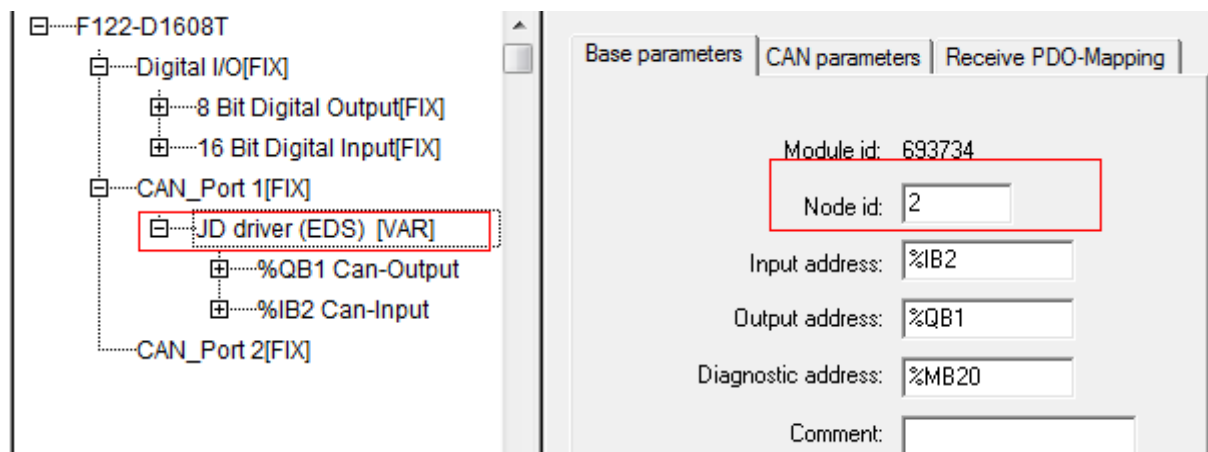 F122-D1608T
Digital I/O[FIX]
8 Bit Digital Output[FIX]
16 Bit Digital Input[FIX]
CAN_Port 1[FIX]
JD driver (EDS) [VAR]
%QB1 Can-Output
%IB2 Can-Input
CAN_Port 2[FIX]
Base parameters CAN parameters Receive PDO-Mapping
Module id: 693734
Node id: 2
Input address: %IB2
Output address: %QB1
Diagnostic address: %MB20
Comment: